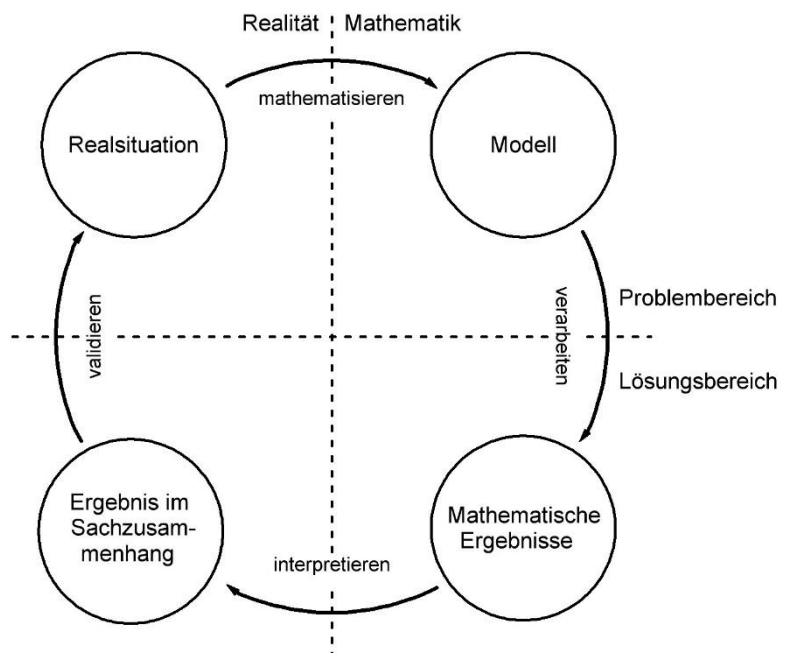 Realität Mathematik
mathematisieren
Realsituation
Modell
validieren
verarbeiten
Problembereich
Lösungsbereich
Ergebnis im
Sachzusam-
menhang
Mathematische
Ergebnisse
interpretieren